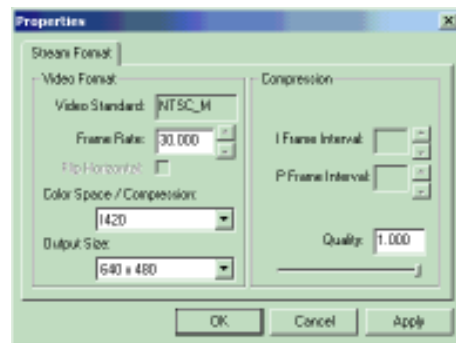 Properties
Stream Format
Video Format
Video Standard: NTSC_M
Frame Rate: 30.000
Flip Horizontal:
Color Space / Compression:
I420
Output Size:
640 x 480
Compression
I Frame Interval:
P Frame Interval:
Quality: 1.000
OK Cancel Apply